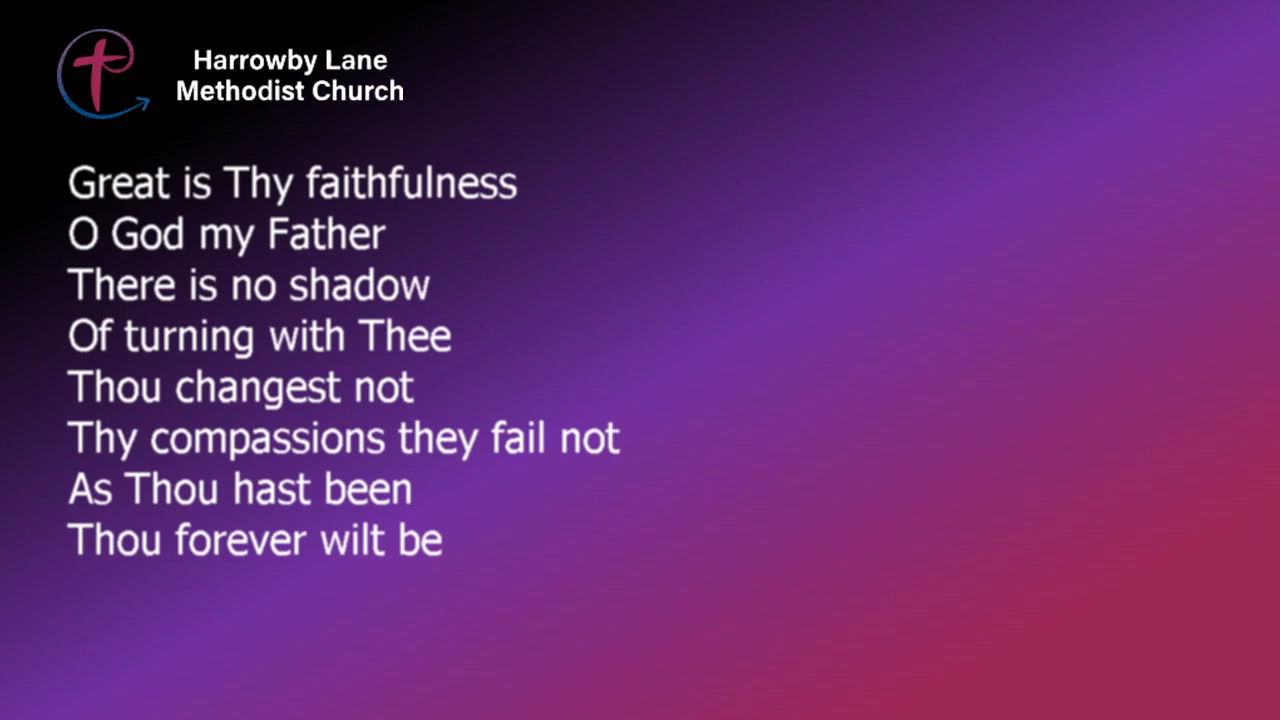 Harrowby Lane
Methodist Church
Great is Thy faithfulness
O God my Father
There is no shadow
Of turning with Thee
Thou changest not
Thy compassions they fail not
As Thou hast been
Thou forever wilt be